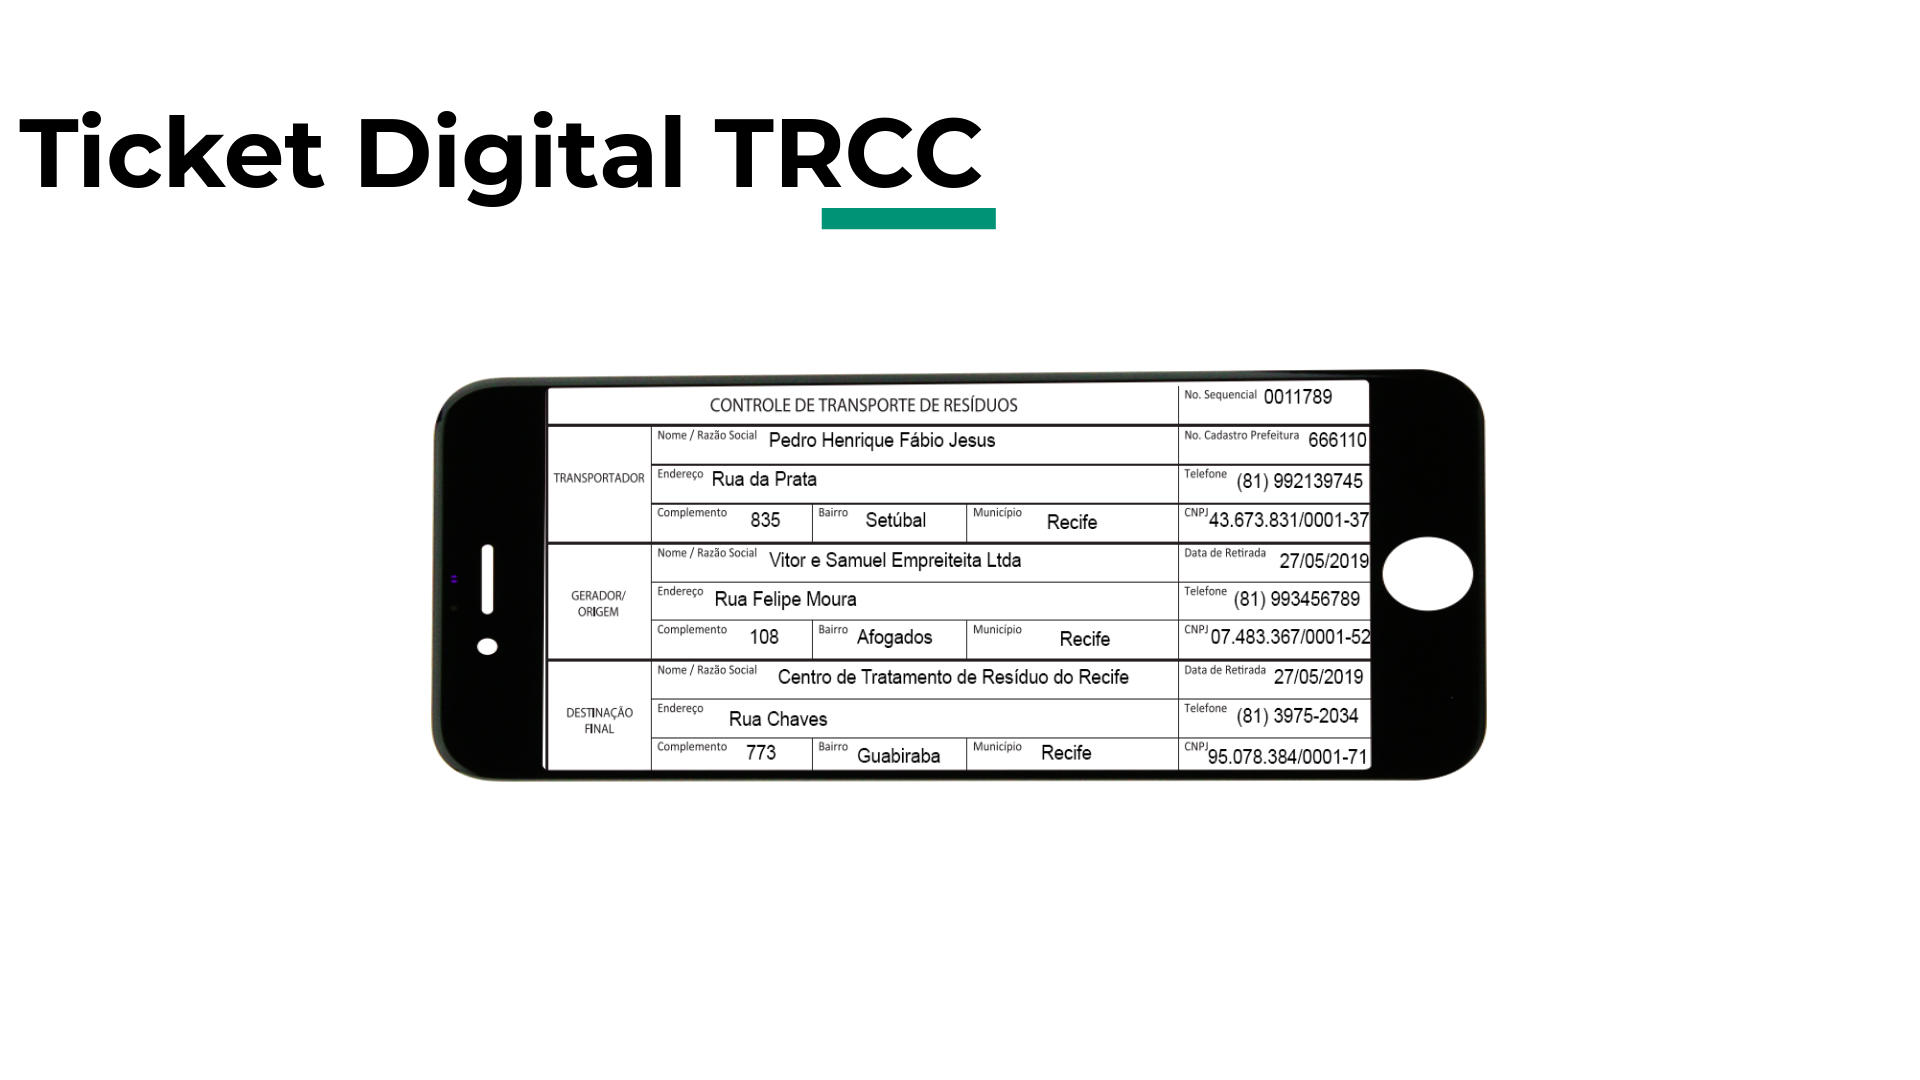 Ticket Digital TRCC
CONTROLE DE TRANSPORTE DE RESÍDUOS
No. Sequencial 0011789
TRANSPORTADOR
Nome / Razão Social Pedro Henrique Fábio Jesus
No. Cadastro Prefeitura 666110
Endereço Rua da Prata
Telefone (81) 992139745
Complemento 835 Bairro Setúbal Município Recife
CNPJ 43.673.831/0001-37
GERADOR/
ORIGEM
Nome / Razão Social Vitor e Samuel Empreiteita Ltda
Data de Retirada 27/05/2019
Endereço Rua Felipe Moura
Telefone (81) 993456789
Complemento 108 Bairro Afogados Município Recife
CNPJ 07.483.367/0001-52
DESTINAÇÃO
FINAL
Nome / Razão Social Centro de Tratamento de Resíduo do Recife
Data de Retirada 27/05/2019
Endereço Rua Chaves
Telefone (81) 3975-2034
Complemento 773 Bairro Guabiraba Município Recife
CNPJ 95.078.384/0001-71